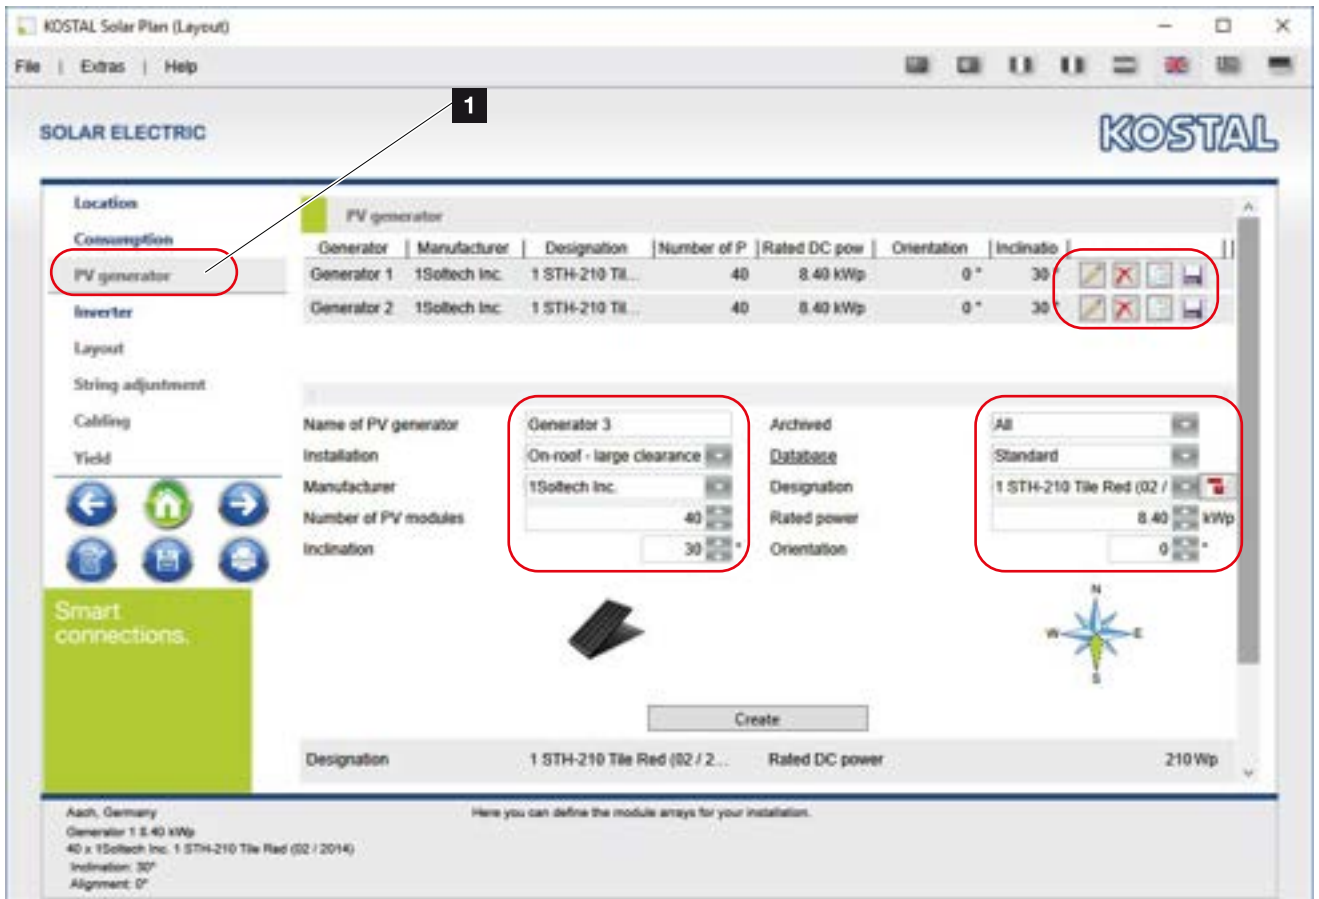 KOSTAL Solar Plan (Layout)
File | Extras | Help
1
SOLAR ELECTRIC
KOSTAL
Location
Consumption
PV generator
Inverter
Layout
String adjustment
Cabling
Yield
Smart
connections.
PV generator
Generator | Manufacturer | Designation | Number of P | Rated DC pow | Orientation | Inclinatio |
Generator 1 1Soltech Inc. 1 STH-210 Til... 40 8.40 kWp 0 ° 30 °
Generator 2 1Soltech Inc. 1 STH-210 Til... 40 8.40 kWp 0 ° 30 °
Name of PV generator Generator 3 Archived All
Installation On-roof - large clearance Database Standard
Manufacturer 1Soltech Inc. Designation 1 STH-210 Tile Red (02 /
Number of PV modules 40 Rated power 8.40 kWp
Inclination 30 ° Orientation 0 °
N
W E
S
Create
Designation 1 STH-210 Tile Red (02 / 2... Rated DC power 210 Wp
Aach, Germany
Generator 1 8.40 kWp
40 x 1Soltech Inc. 1 STH-210 Tile Red (02 / 2014)
Inclination: 30°
Alignment: 0°
Here you can define the module arrays for your installation.